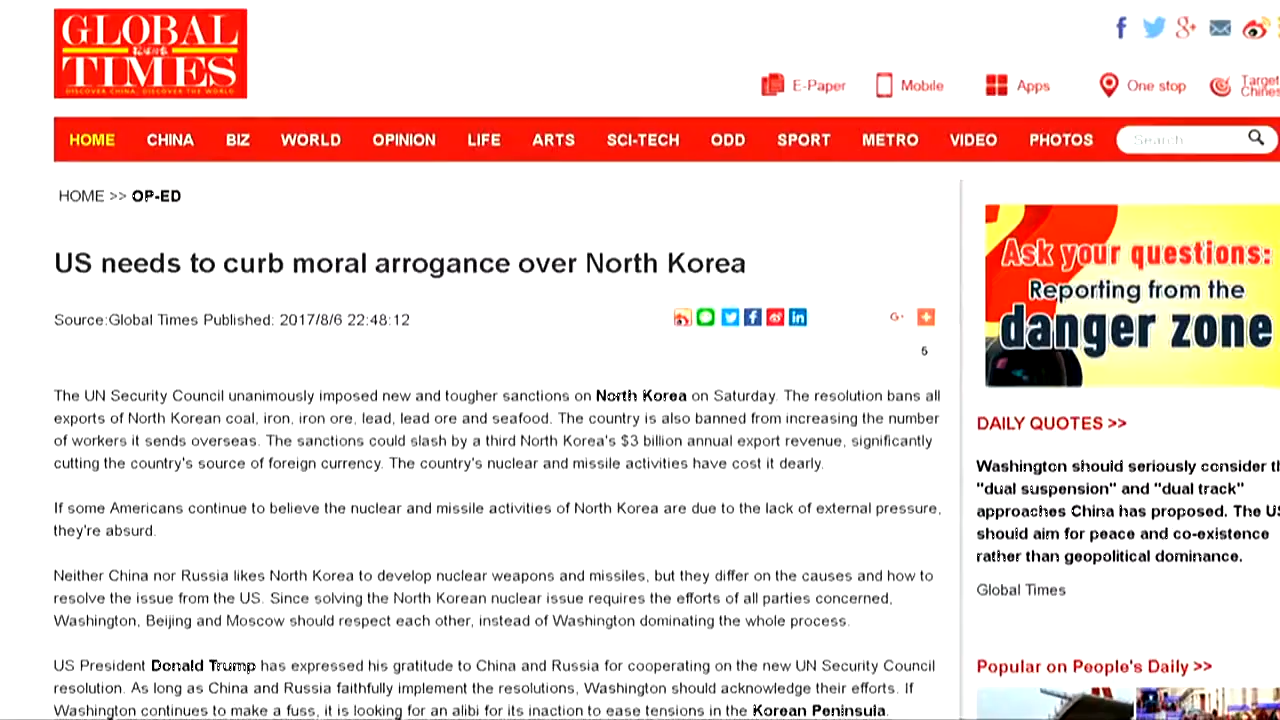 GLOBAL
TIMES
DISCOVER CHINA, DISCOVER THE WORLD
E-Paper
Mobile
Apps
One stop
Target
Chines
HOME
CHINA
BIZ
WORLD
OPINION
LIFE
ARTS
SCI-TECH
ODD
SPORT
METRO
VIDEO
PHOTOS
Search
HOME >> OP-ED
US needs to curb moral arrogance over North Korea
Source:Global Times Published: 2017/8/6 22:48:12
G+
5
The UN Security Council unanimously imposed new and tougher sanctions on North Korea on Saturday. The resolution bans all
exports of North Korean coal, iron, iron ore, lead, lead ore and seafood. The country is also banned from increasing the number
of workers it sends overseas. The sanctions could slash by a third North Korea's $3 billion annual export revenue, significantly
cutting the country's source of foreign currency. The country's nuclear and missile activities have cost it dearly.
If some Americans continue to believe the nuclear and missile activities of North Korea are due to the lack of external pressure,
they're absurd.
Neither China nor Russia likes North Korea to develop nuclear weapons and missiles, but they differ on the causes and how to
resolve the issue from the US. Since solving the North Korean nuclear issue requires the efforts of all parties concerned,
Washington, Beijing and Moscow should respect each other, instead of Washington dominating the whole process.
US President Donald Trump has expressed his gratitude to China and Russia for cooperating on the new UN Security Council
resolution. As long as China and Russia faithfully implement the resolutions, Washington should acknowledge their efforts. If
Washington continues to make a fuss, it is looking for an alibi for its inaction to ease tensions in the Korean Peninsula.
Ask your questions:
Reporting from the
danger zone
DAILY QUOTES >>
Washington should seriously consider th
"dual suspension" and "dual track"
approaches China has proposed. The US
should aim for peace and co-existence
rather than geopolitical dominance.
Global Times
Popular on People's Daily >>